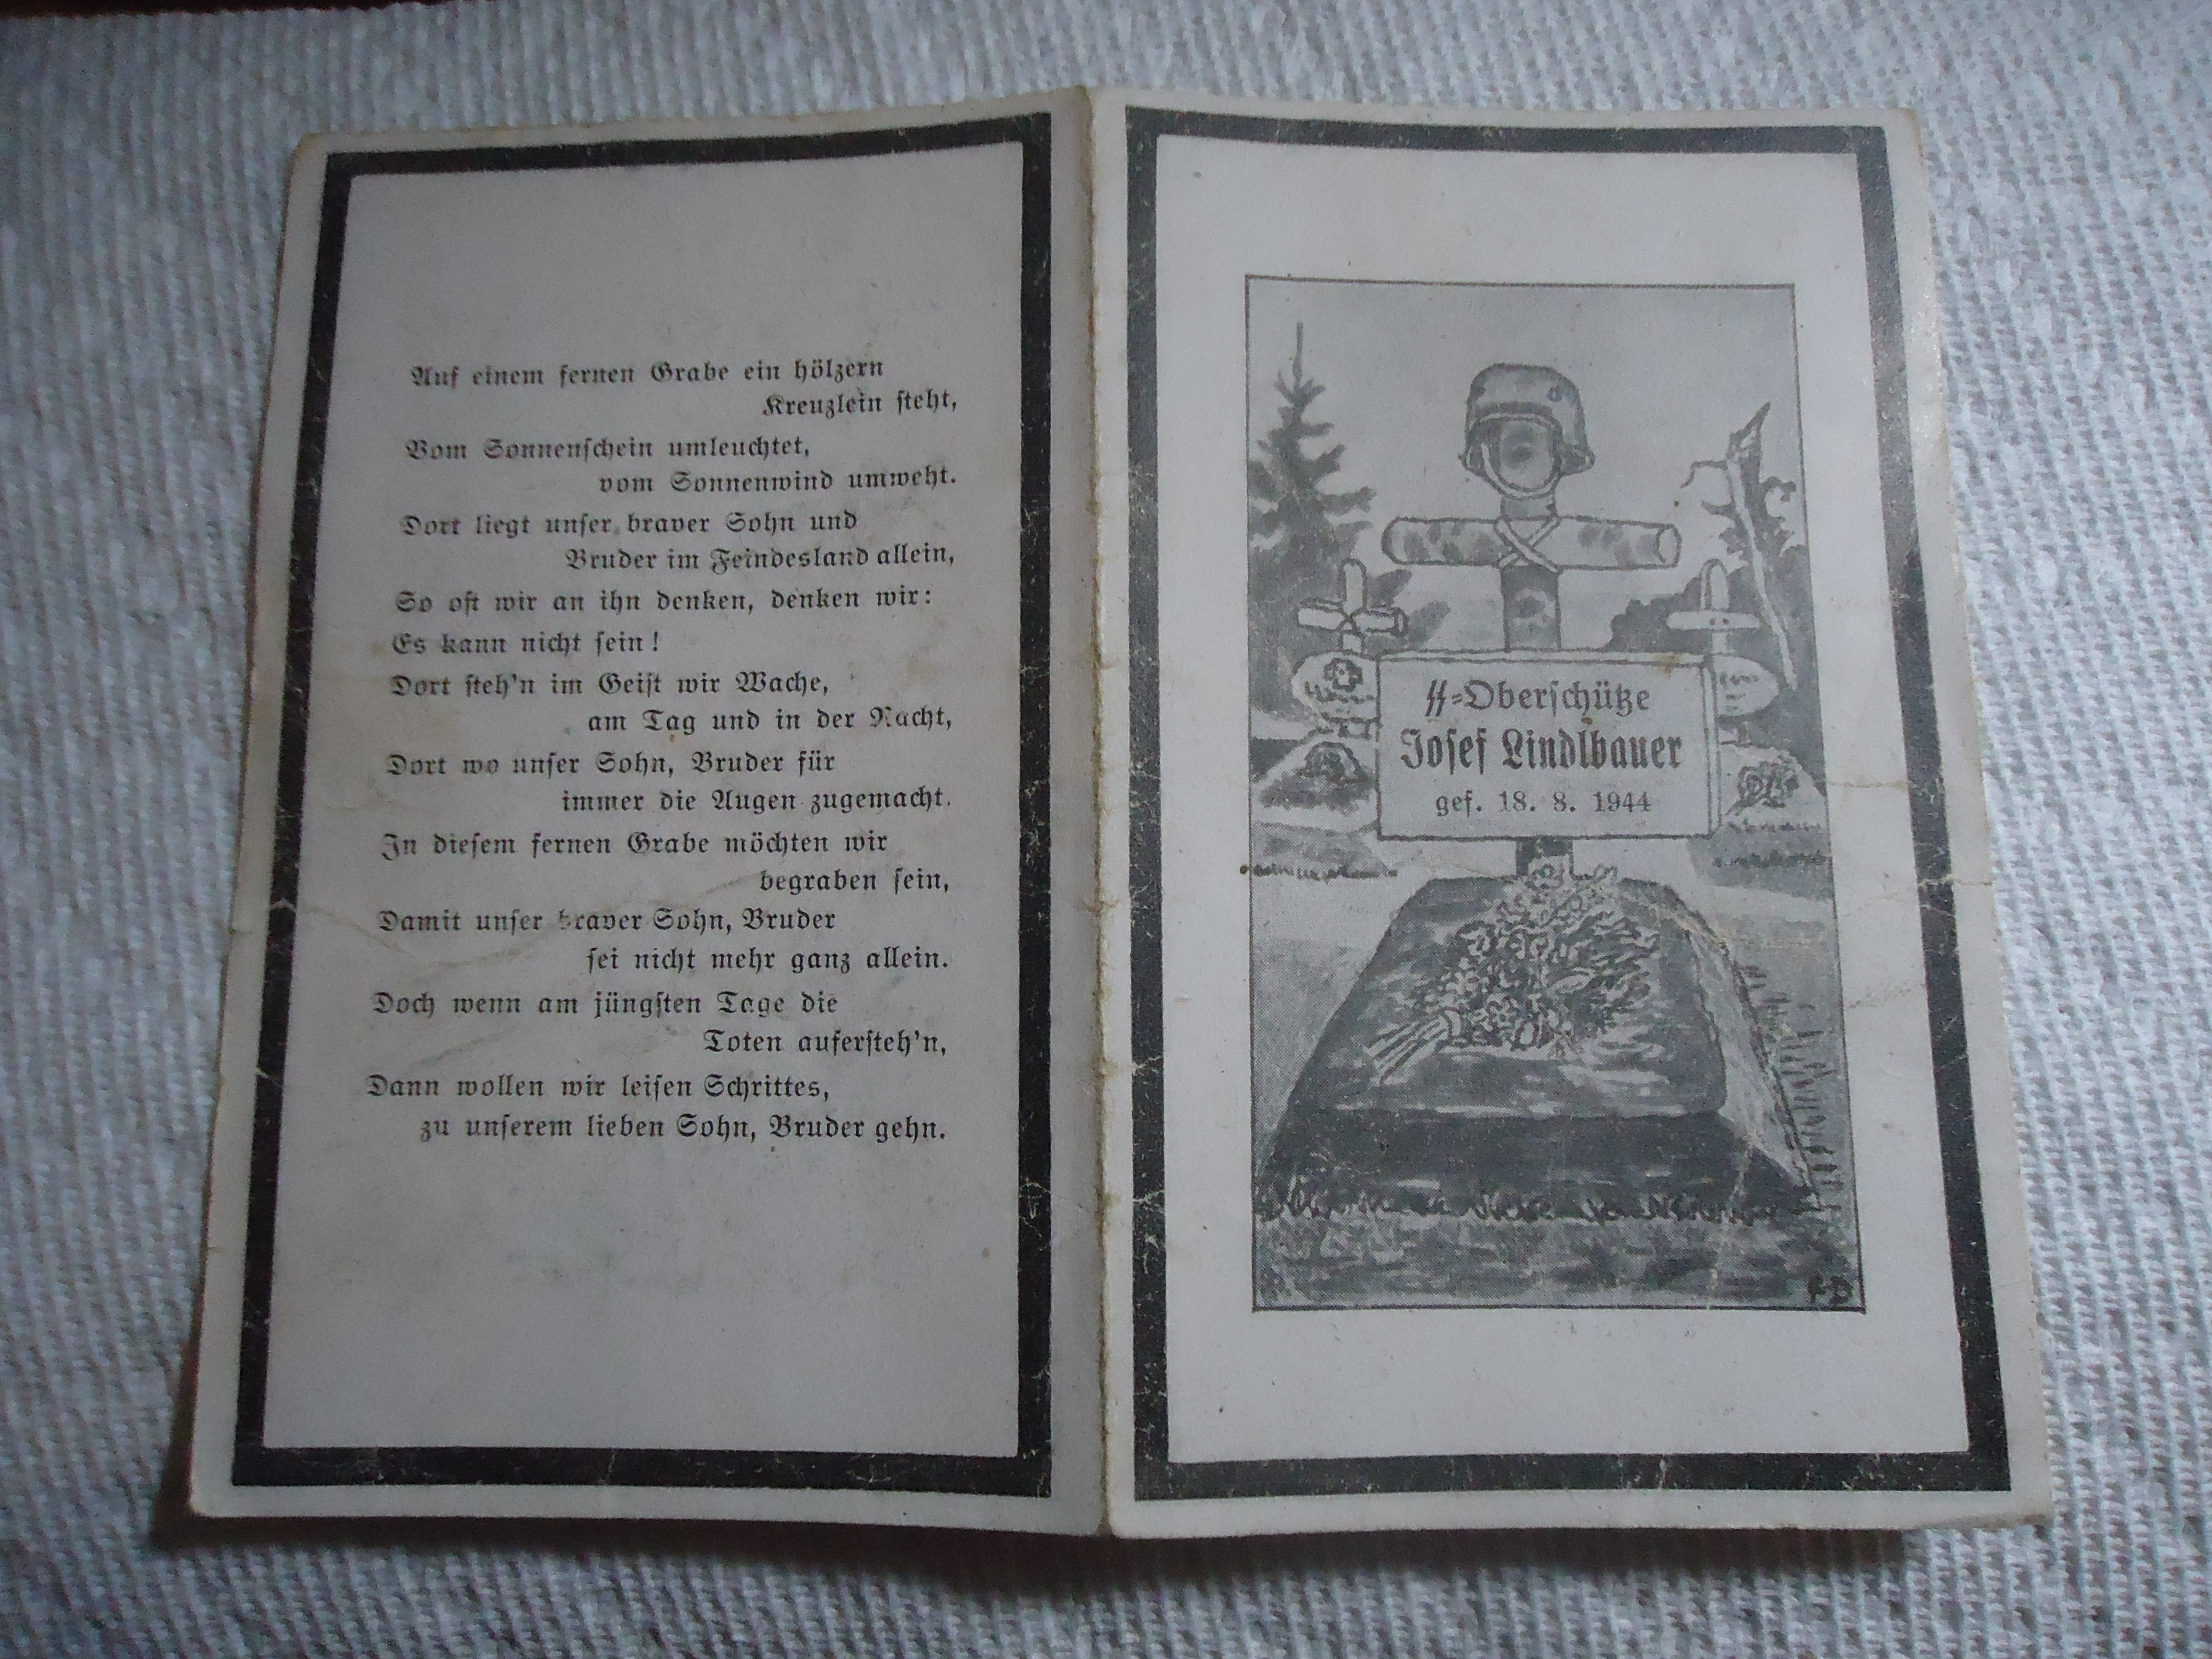 Auf einem fernen Grabe ein hölzern
Kreuzlein steht,
Vom Sonnenschein umleuchtet,
vom Sonnenwind umweht.
Dort liegt unser braver Sohn und
Bruder im Feindesland allein,
So oft wir an ihn denken, denken wir:
Es kann nicht sein!
Dort steh'n im Geist wir Wache,
am Tag und in der Nacht,
Dort wo unser Sohn, Bruder für
immer die Augen zugemacht.
In diesem fernen Grabe möchten wir
begraben sein,
Damit unser braver Sohn, Bruder
sei nicht mehr ganz allein.
Doch wenn am jüngsten Tage die
Toten aufersteh'n,
Dann wollen wir leisen Schrittes,
zu unserem lieben Sohn, Bruder gehn.
ᛋᛋ-Oberschütze
Josef Lindlbauer
gef. 18. 8. 1944